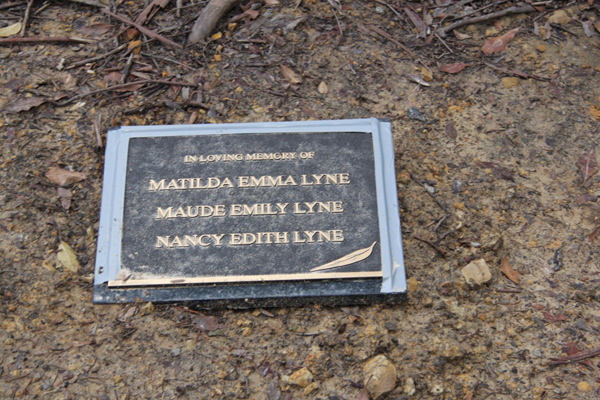 IN LOVING MEMORY OF
MATILDA EMMA LYNE
MAUDE EMILY LYNE
NANCY EDITH LYNE